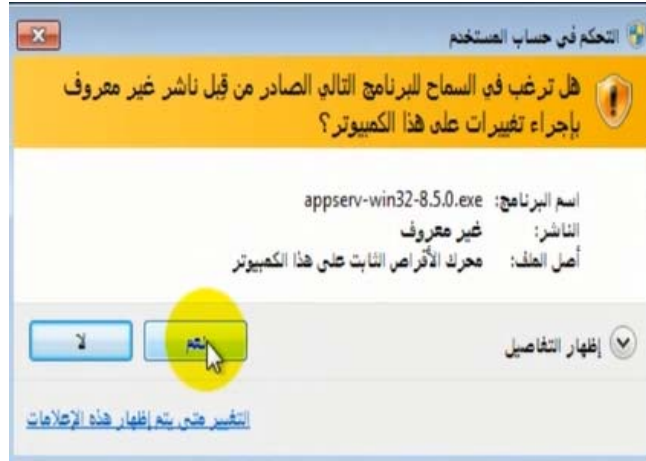 التحكم في حساب المستخدم
هل ترغب في السماح للبرنامج التالي الصادر من قِبل ناشر غير معروف
بإجراء تغييرات على هذا الكمبيوتر؟
اسم البرنامج: appserv-win32-8.5.0.exe
الناشر: غير معروف
أصل الملف: محرك الأقراص الثابت على هذا الكمبيوتر
إظهار التفاصيل
نعم
لا
التغيير متى يتم إظهار هذه الإعلامات